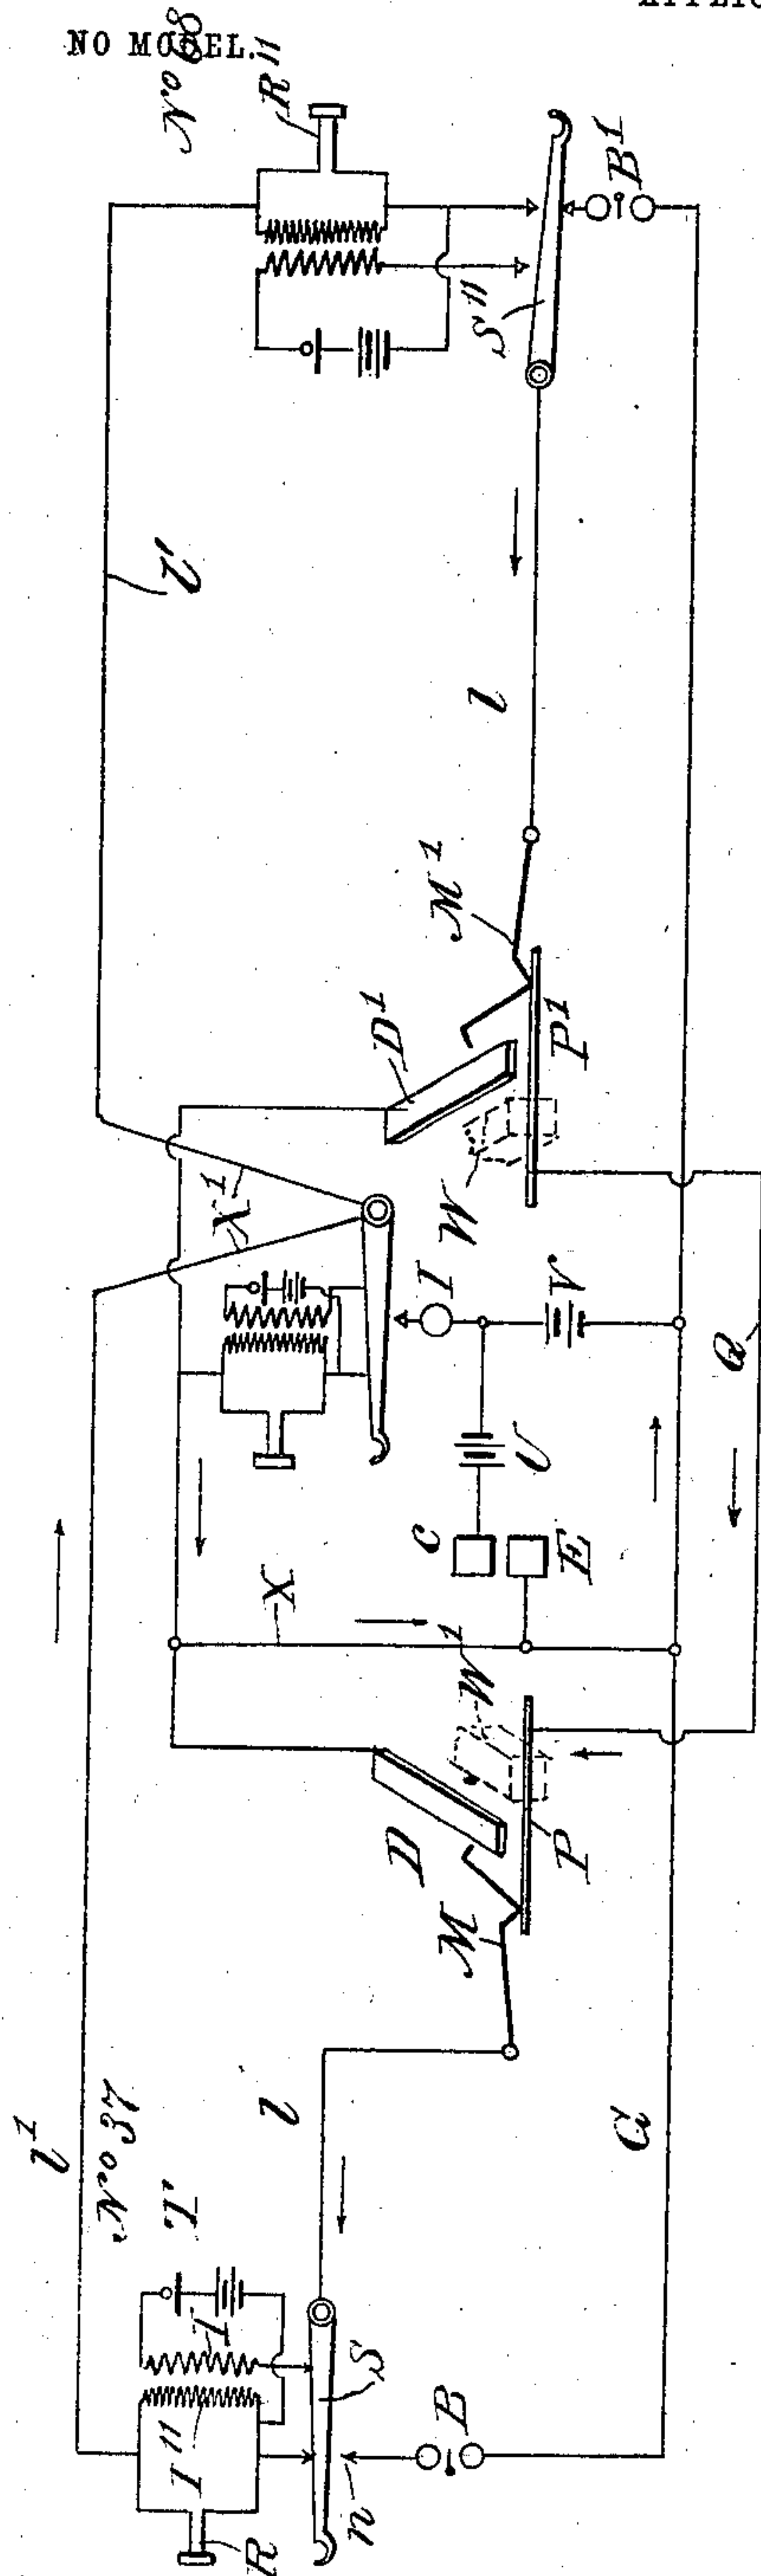 NO MODEL.
No 68
R"
S"
B1
l'
l
M1
D1
P1
W
X1
I
V
Q
U
C
E
X
W1
D
P
M
l1
No 37
l
G
T'
T
T"
S
R
n
B